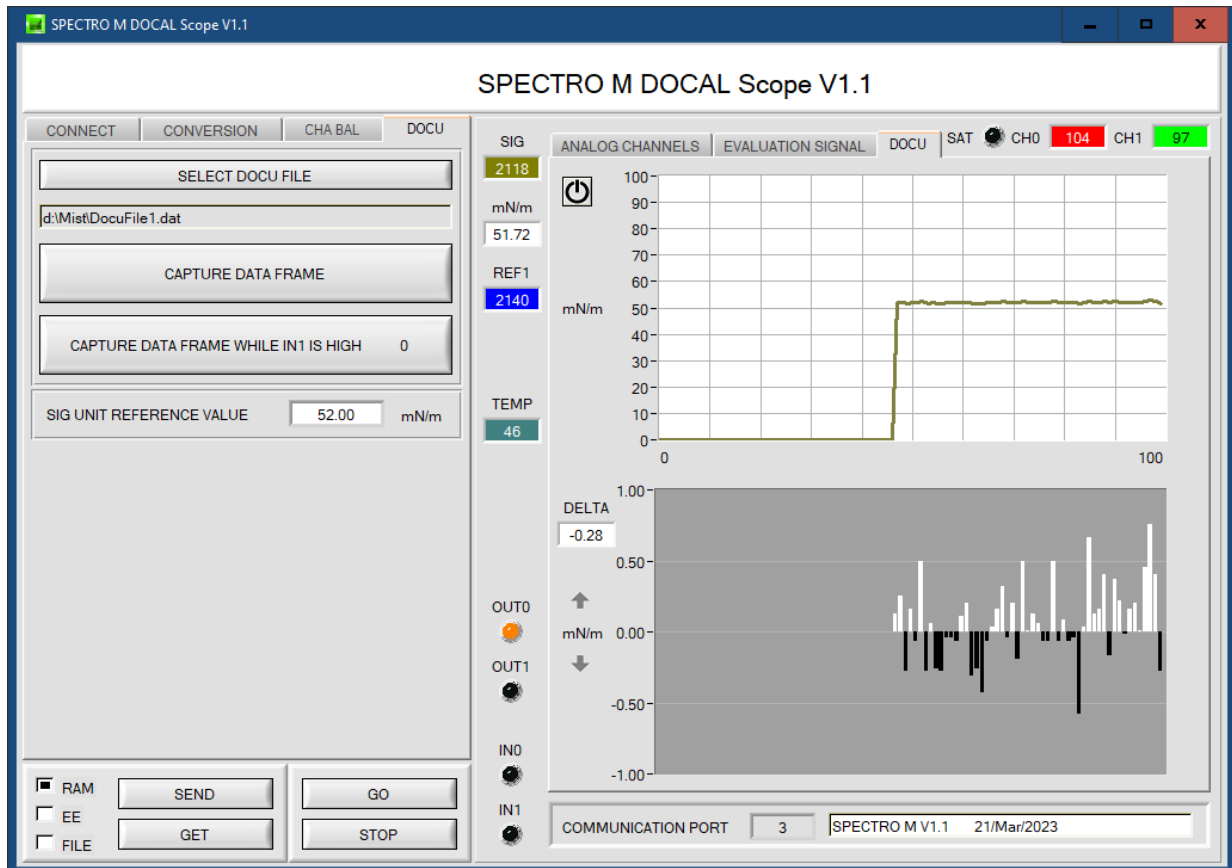 SPECTRO M DOCAL Scope V1.1
SPECTRO M DOCAL Scope V1.1
CONNECT CONVERSION CHA BAL DOCU
SELECT DOCU FILE
d:\Mist\DocuFile1.dat
CAPTURE DATA FRAME
CAPTURE DATA FRAME WHILE IN1 IS HIGH 0
SIG UNIT REFERENCE VALUE 52.00 mN/m
RAM
EE
FILE
SEND
GET
GO
STOP
SIG
2118
mN/m
51.72
REF1
2140
TEMP
46
OUT0
OUT1
IN0
IN1
ANALOG CHANNELS EVALUATION SIGNAL DOCU SAT CH0 104 CH1 97
100
90
80
70
60
mN/m 50
40
30
20
10
0
0 100
1.00
DELTA
-0.28
0.50
mN/m 0.00
-0.50
-1.00
COMMUNICATION PORT 3 SPECTRO M V1.1 21/Mar/2023